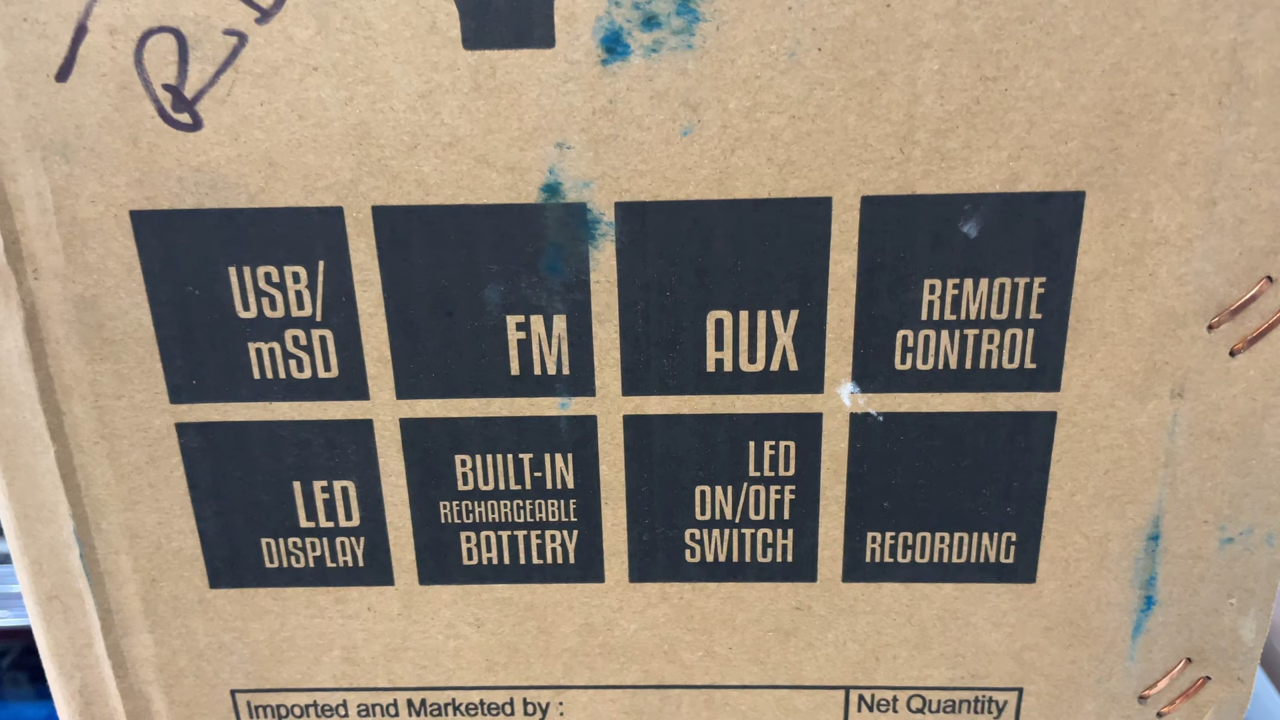 USB/
mSD
FM
AUX
REMOTE
CONTROL
LED
DISPLAY
BUILT-IN
RECHARGEABLE
BATTERY
LED
ON/OFF
SWITCH
RECORDING
Imported and Marketed by :
Net Quantity